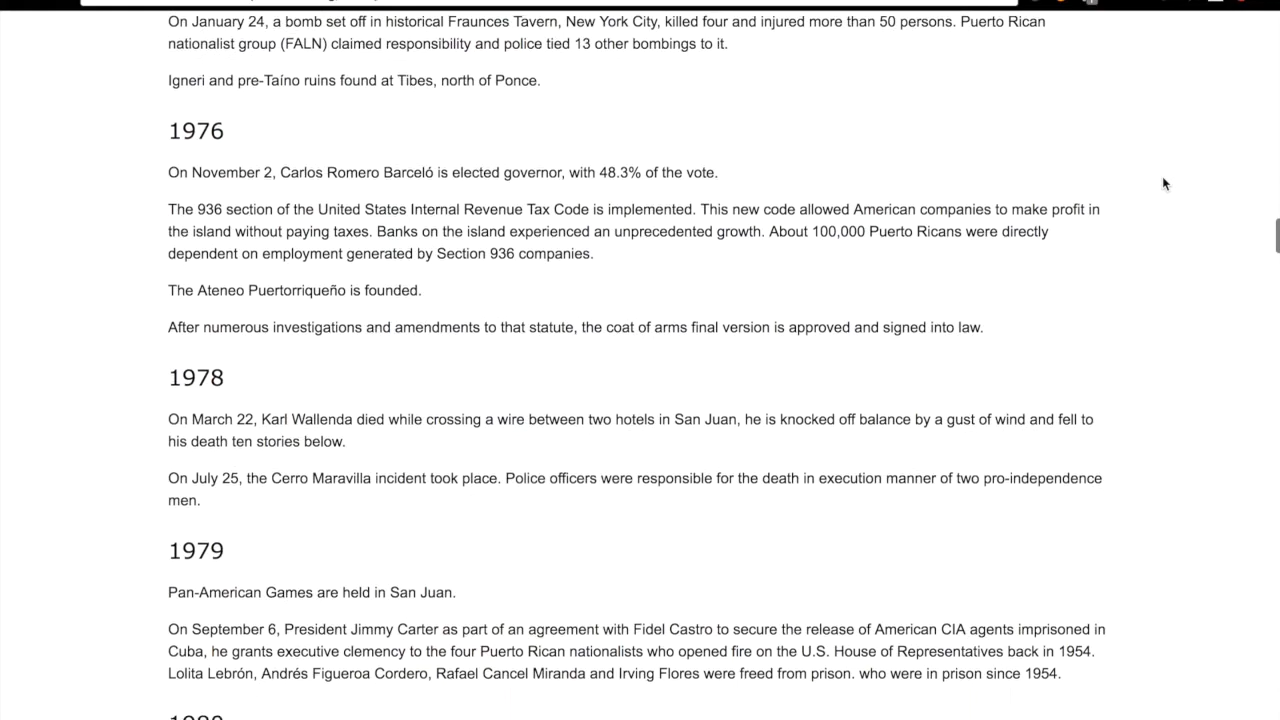 On January 24, a bomb set off in historical Fraunces Tavern, New York City, killed four and injured more than 50 persons. Puerto Rican
nationalist group (FALN) claimed responsibility and police tied 13 other bombings to it.
Igneri and pre-Taíno ruins found at Tibes, north of Ponce.
1976
On November 2, Carlos Romero Barceló is elected governor, with 48.3% of the vote.
The 936 section of the United States Internal Revenue Tax Code is implemented. This new code allowed American companies to make profit in
the island without paying taxes. Banks on the island experienced an unprecedented growth. About 100,000 Puerto Ricans were directly
dependent on employment generated by Section 936 companies.
The Ateneo Puertorriqueño is founded.
After numerous investigations and amendments to that statute, the coat of arms final version is approved and signed into law.
1978
On March 22, Karl Wallenda died while crossing a wire between two hotels in San Juan, he is knocked off balance by a gust of wind and fell to
his death ten stories below.
On July 25, the Cerro Maravilla incident took place. Police officers were responsible for the death in execution manner of two pro-independence
men.
1979
Pan-American Games are held in San Juan.
On September 6, President Jimmy Carter as part of an agreement with Fidel Castro to secure the release of American CIA agents imprisoned in
Cuba, he grants executive clemency to the four Puerto Rican nationalists who opened fire on the U.S. House of Representatives back in 1954.
Lolita Lebrón, Andrés Figueroa Cordero, Rafael Cancel Miranda and Irving Flores were freed from prison. who were in prison since 1954.